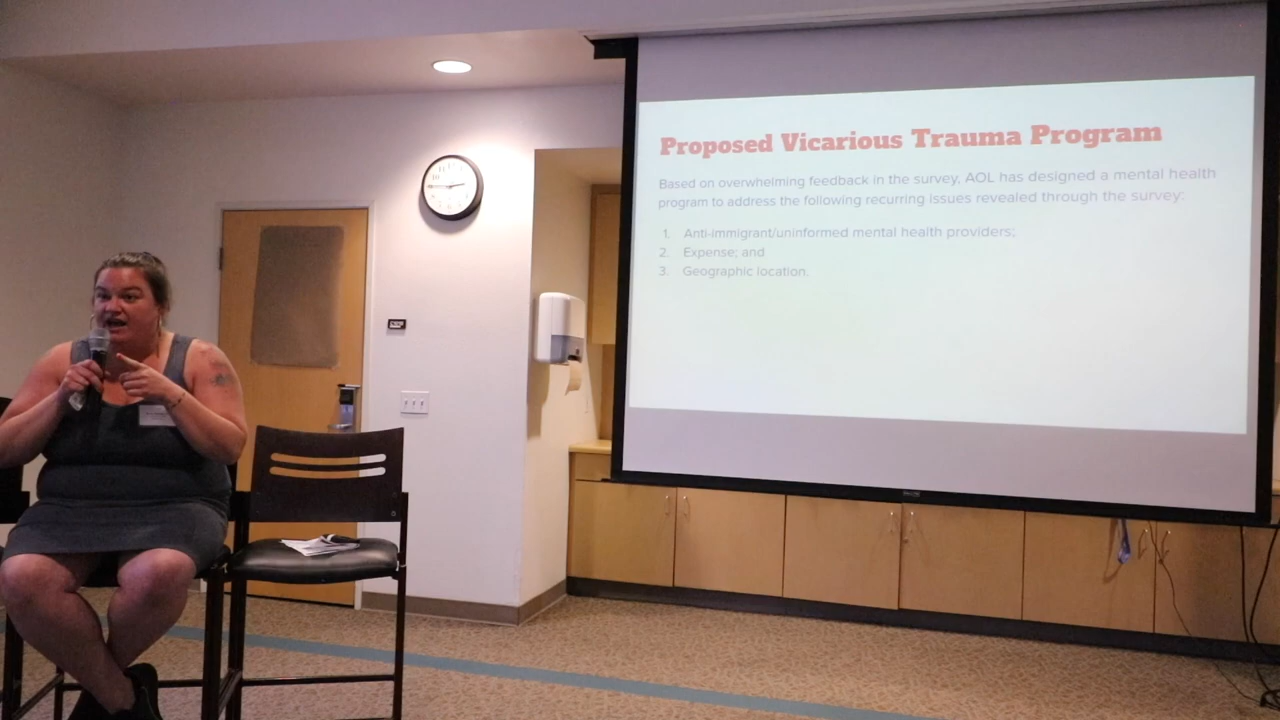 Proposed Vicarious Trauma Program
Based on overwhelming feedback in the survey, AOL has designed a mental health
program to address the following recurring issues revealed through the survey:
1. Anti-immigrant/uninformed mental health providers;
2. Expense; and
3. Geographic location.